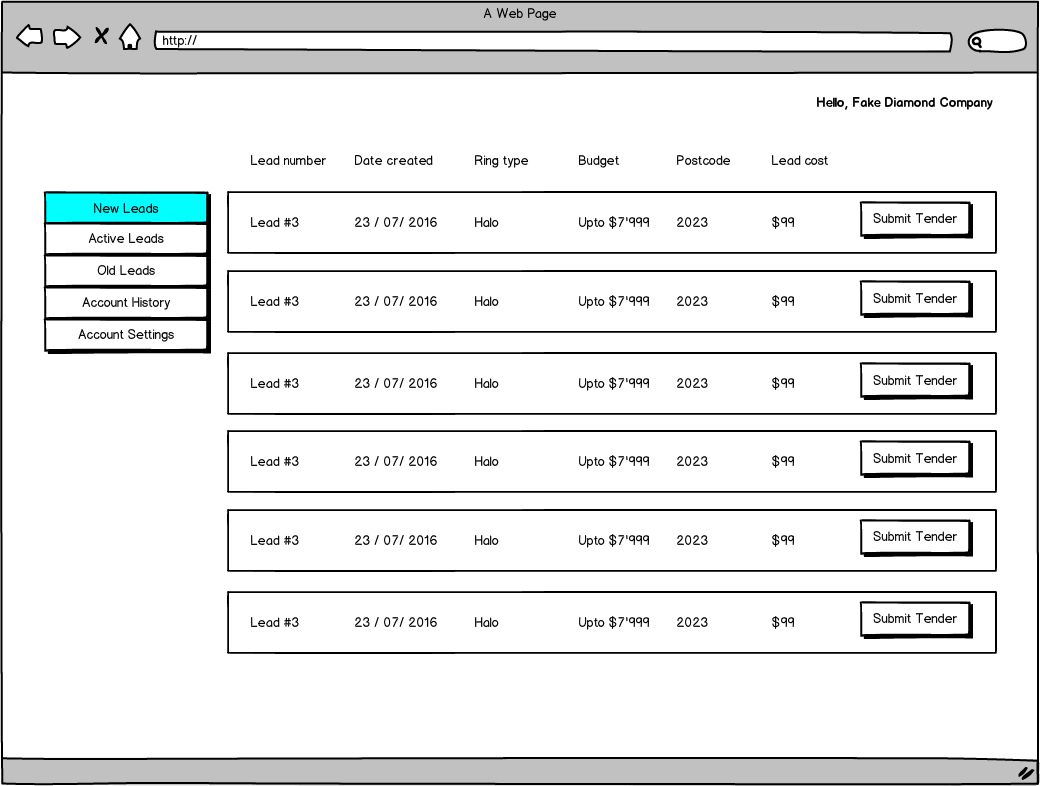 A Web Page
http://
Hello, Fake Diamond Company
Lead number Date created Ring type Budget Postcode Lead cost
New Leads
Active Leads
Old Leads
Account History
Account Settings
Lead #3 23 / 07/ 2016 Halo Upto $7'999 2023 $99 Submit Tender
Lead #3 23 / 07/ 2016 Halo Upto $7'999 2023 $99 Submit Tender
Lead #3 23 / 07/ 2016 Halo Upto $7'999 2023 $99 Submit Tender
Lead #3 23 / 07/ 2016 Halo Upto $7'999 2023 $99 Submit Tender
Lead #3 23 / 07/ 2016 Halo Upto $7'999 2023 $99 Submit Tender
Lead #3 23 / 07/ 2016 Halo Upto $7'999 2023 $99 Submit Tender